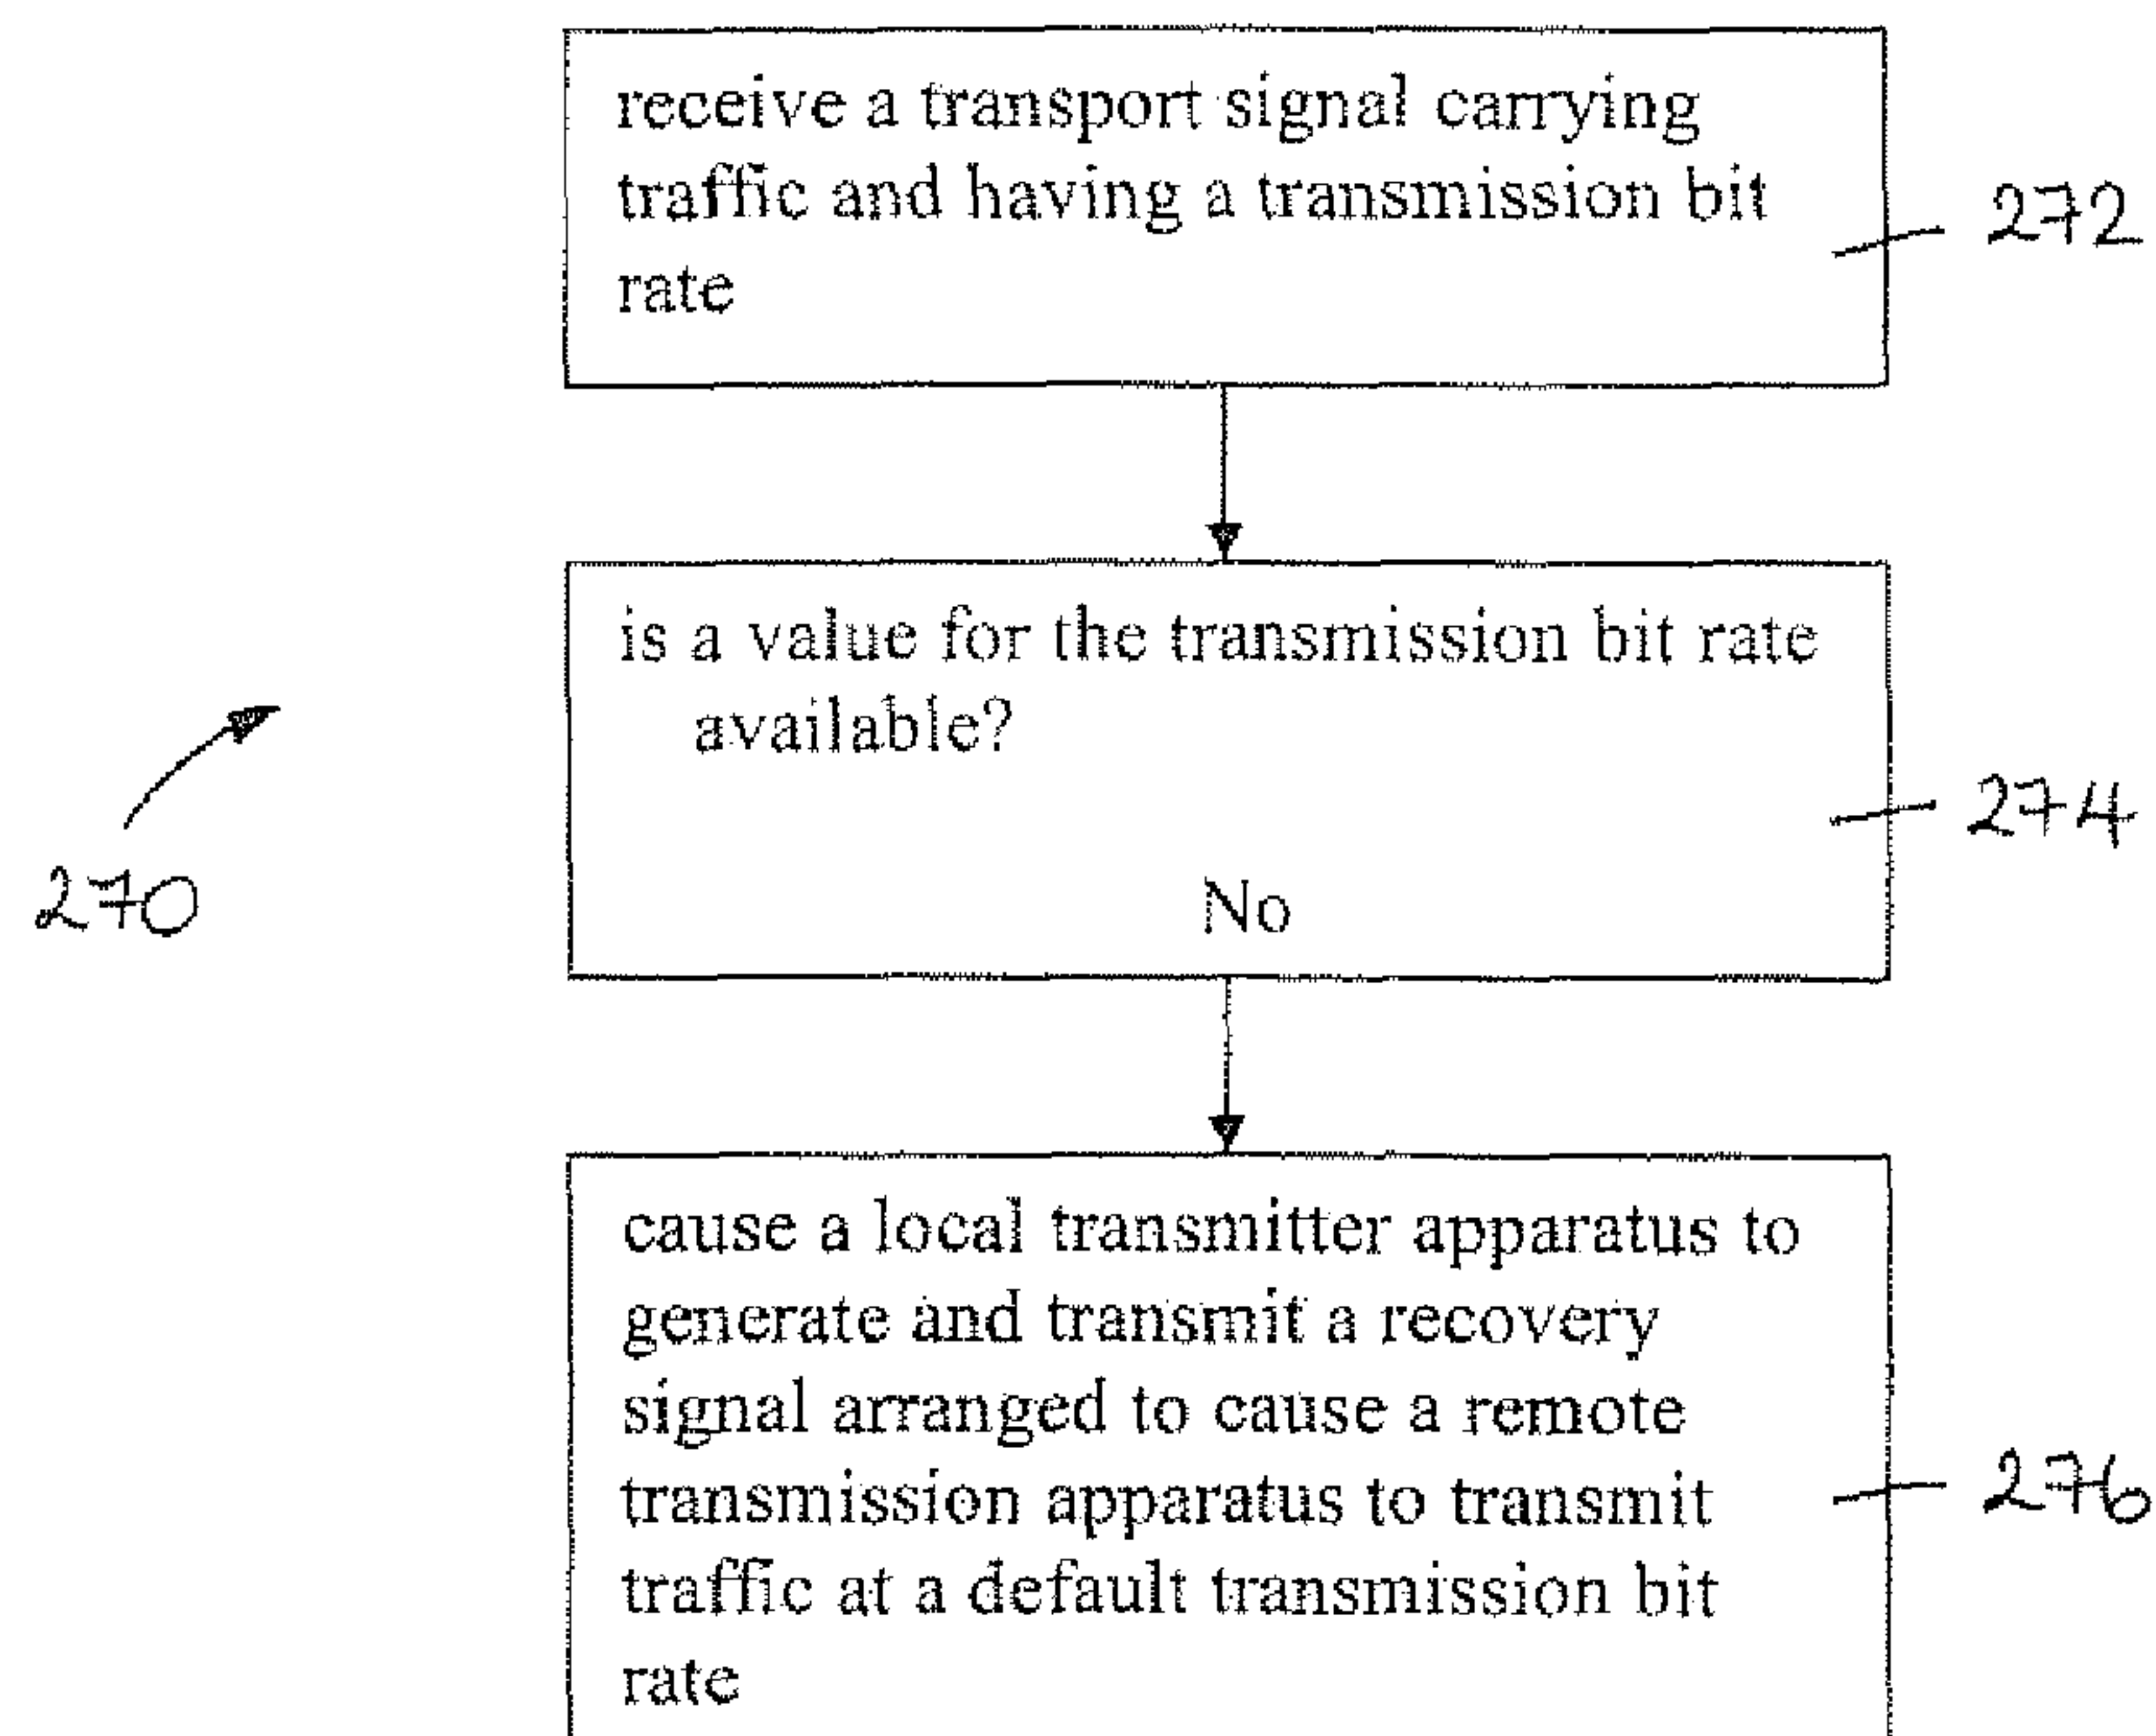 receive a transport signal carrying
traffic and having a transmission bit
rate
272
is a value for the transmission bit rate
available?
274
No
270
cause a local transmitter apparatus to
generate and transmit a recovery
signal arranged to cause a remote
transmission apparatus to transmit
traffic at a default transmission bit
rate
276